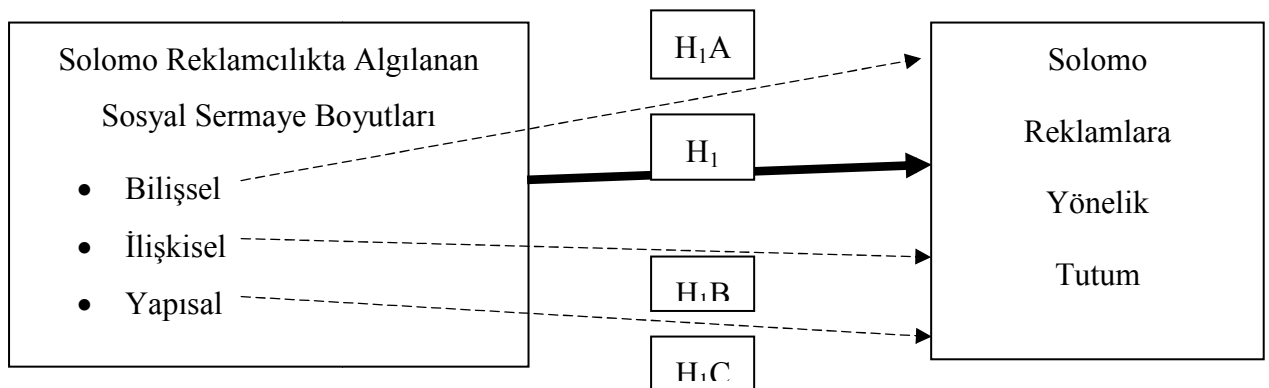 Solomo Reklamcılıkta Algılanan
Sosyal Sermaye Boyutları
• Bilişsel
• İlişkisel
• Yapısal
H₁A
H₁
H₁B
H₁C
Solomo
Reklamlara
Yönelik
Tutum